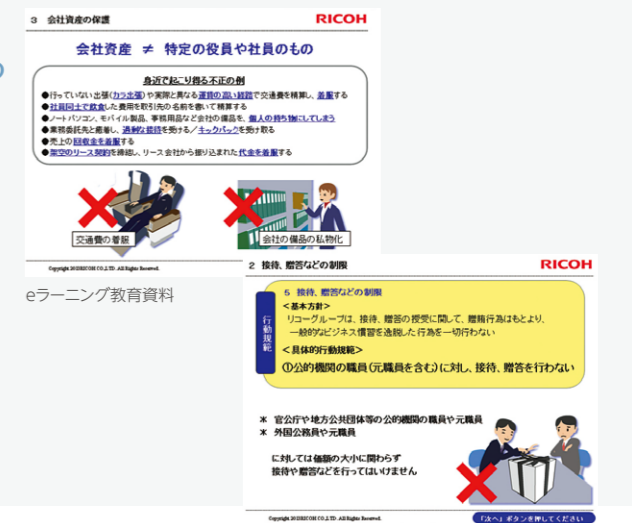 3 会社資産の保護
RICOH
会社資産 ≠ 特定の役員や社員のもの
身近で起こり得る不正の例
●行っていない出張(カラ出張)や実際と異なる運賃の高い経路で交通費を精算し、着服する
●社員同士で飲食した費用を取引先の名前を書いて精算する
●ノートパソコン、モバイル製品、事務用品など会社の備品を、個人の持ち物にしてしまう
●業務委託先と癒着し、過剰な接待を受ける/キックバックを受け取る
●売上の回収金を着服する
●架空のリース契約を締結し、リース会社から振り込まれた代金を着服する
交通費の着服
会社の備品の私物化
eラーニング教育資料
2 接待、贈答などの制限
RICOH
行動規範
5 接待、贈答などの制限
<基本方針>
リコーグループは、接待、贈答の授受に関して、贈賄行為はもとより、
一般的なビジネス慣習を逸脱した行為を一切行わない
<具体的行動規範>
①公的機関の職員(元職員を含む)に対し、接待、贈答を行わない
* 官公庁や地方公共団体等の公的機関の職員や元職員
* 外国公務員や元職員
に対しては価額の大小に関わらず
接待や贈答などを行ってはいけません
「次へ」ボタンを押してください